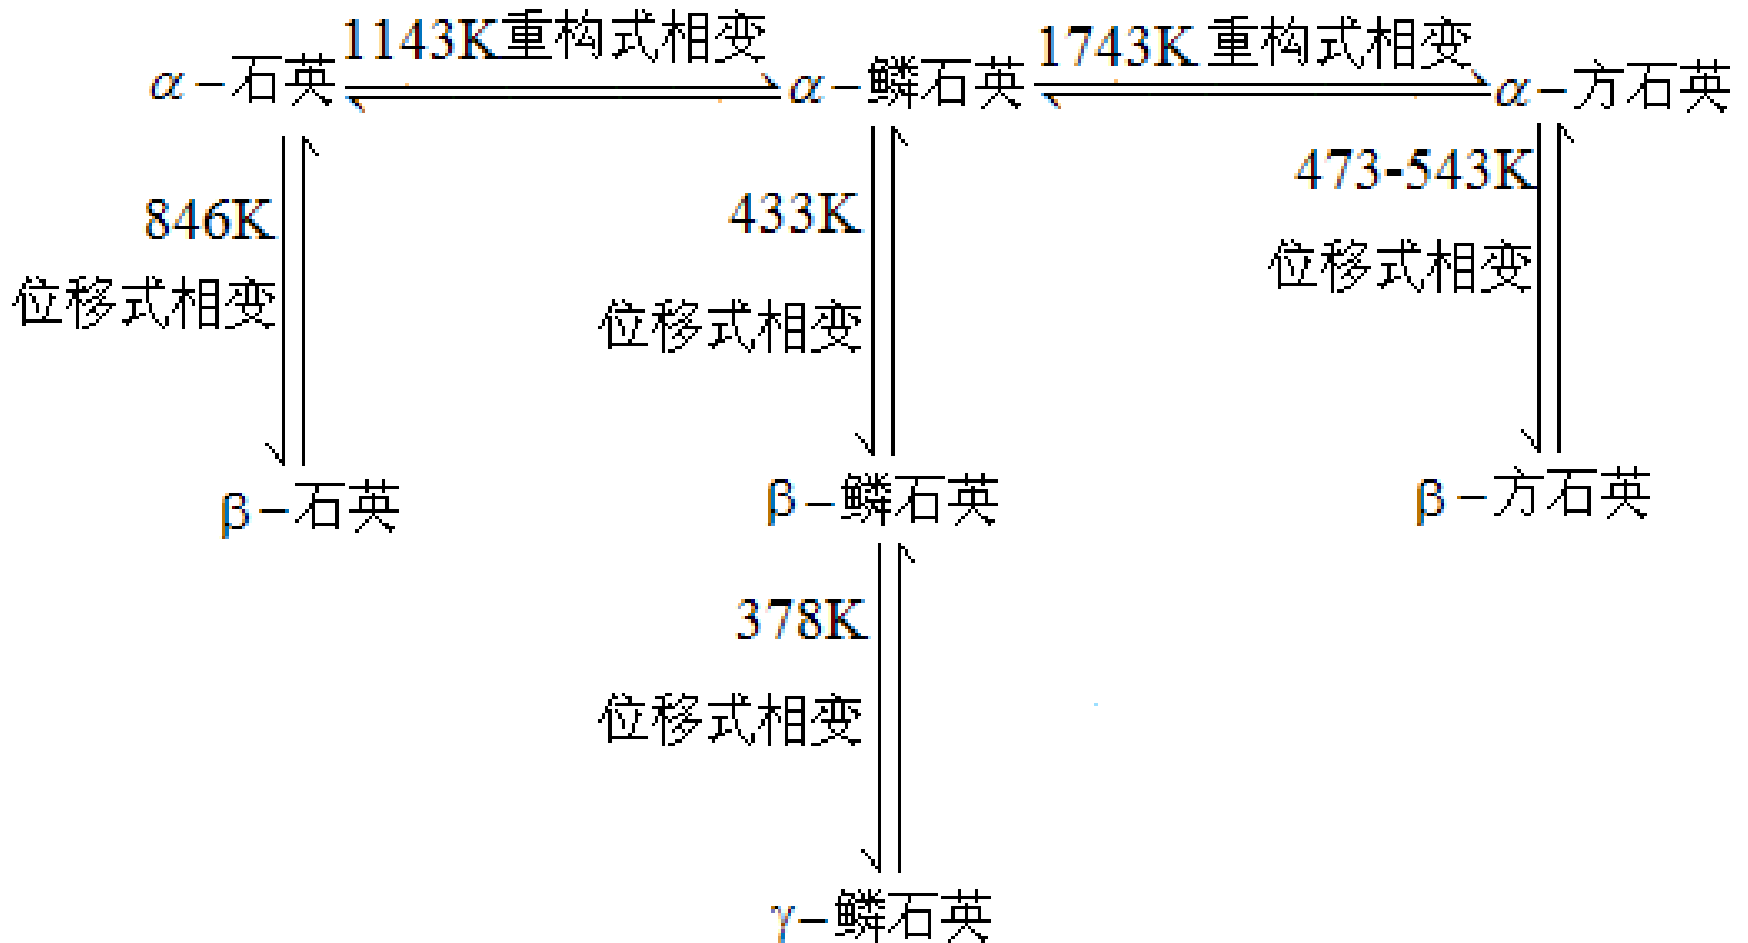 1143K重构式相变
1743K重构式相变
α-石英
α-鳞石英
α-方石英
846K
位移式相变
433K
位移式相变
473-543K
位移式相变
β-石英
β-鳞石英
β-方石英
378K
位移式相变
γ-鳞石英